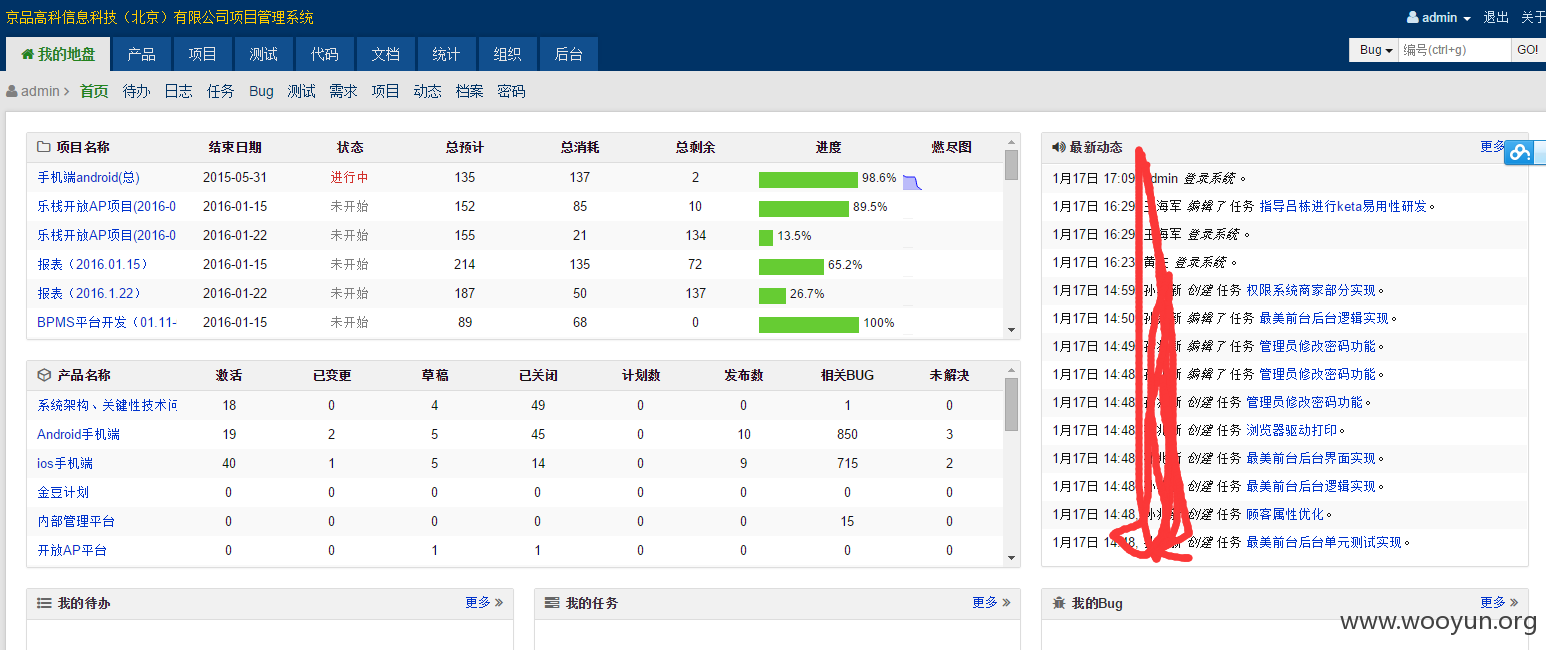 京品高科信息科技（北京）有限公司项目管理系统
admin 退出 关于
我的地盘 产品 项目 测试 代码 文档 统计 组织 后台
Bug 编号(ctrl+g) GO!
admin 首页 待办 日志 任务 Bug 测试 需求 项目 动态 档案 密码
项目名称 结束日期 状态 总预计 总消耗 总剩余 进度 燃尽图
手机端android(总) 2015-05-31 进行中 135 137 2 98.6%
乐栈开放AP项目(2016-0 2016-01-15 未开始 152 85 10 89.5%
乐栈开放AP项目(2016-0 2016-01-22 未开始 155 21 134 13.5%
报表（2016.01.15） 2016-01-15 未开始 214 135 72 65.2%
报表（2016.1.22） 2016-01-22 未开始 187 50 137 26.7%
BPMS平台开发（01.11- 2016-01-15 未开始 89 68 0 100%
最新动态 更多
1月17日 17:09 admin 登录系统。
1月17日 16:29 王海军 编辑了 任务 指导吕栋进行keta易用性研发。
1月17日 16:29 王海军 登录系统。
1月17日 16:23 黄 登录系统。
1月17日 14:59 孙 新 创建 任务 权限系统商家部分实现。
1月17日 14:50 孙 新 编辑了 任务 最美前台后台逻辑实现。
1月17日 14:49 孙 新 编辑了 任务 管理员修改密码功能。
1月17日 14:48 新 编辑了 任务 管理员修改密码功能。
1月17日 14:48 新 创建 任务 管理员修改密码功能。
1月17日 14:48 新 创建 任务 浏览器驱动打印。
1月17日 14:48 新 创建 任务 最美前台后台界面实现。
1月17日 14:48 新 创建 任务 最美前台后台逻辑实现。
1月17日 14:48 孙 创建 任务 顾客属性优化。
1月17日 14:48 创建 任务 最美前台后台单元测试实现。
产品名称 激活 已变更 草稿 已关闭 计划数 发布数 相关BUG 未解决
系统架构、关键性技术问 18 0 4 49 0 0 1 0
Android手机端 19 2 5 45 0 10 850 3
ios手机端 40 1 5 14 0 9 715 2
金豆计划 0 0 0 0 0 0 0 0
内部管理平台 0 0 0 0 0 0 15 0
开放AP平台 0 0 1 1 0 0 0 0
我的待办 更多
我的任务 更多
我的Bug 更多
www.wooyun.org